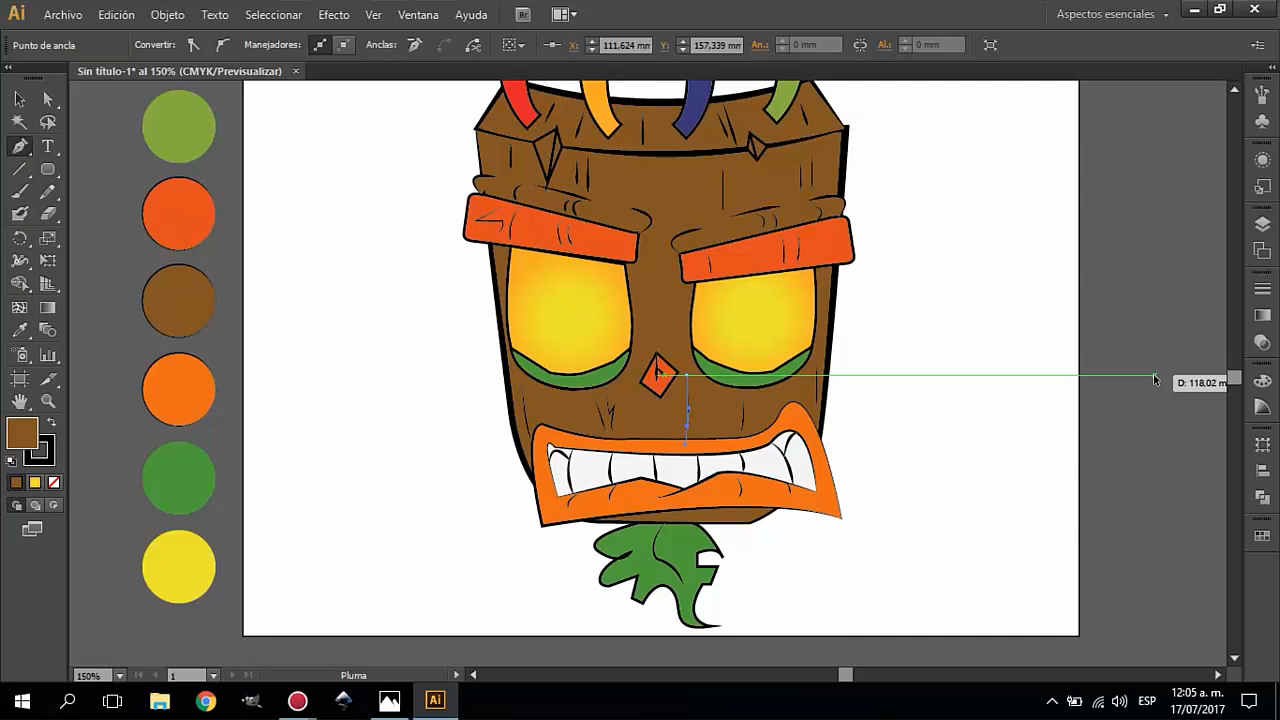 Ai Archivo Edición Objeto Texto Seleccionar Efecto Ver Ventana Ayuda Br Aspectos esenciales
Punto de ancla Convertir: Manejadores: Anclas: X: 111,624 mm Y: 157,339 mm An.: 0 mm Al.: 0 mm
Sin título-1* al 150% (CMYK/Previsualizar) ×
D: 118,02 m
150% 1 Pluma
Ai ESP 12:05 a. m.
17/07/2017